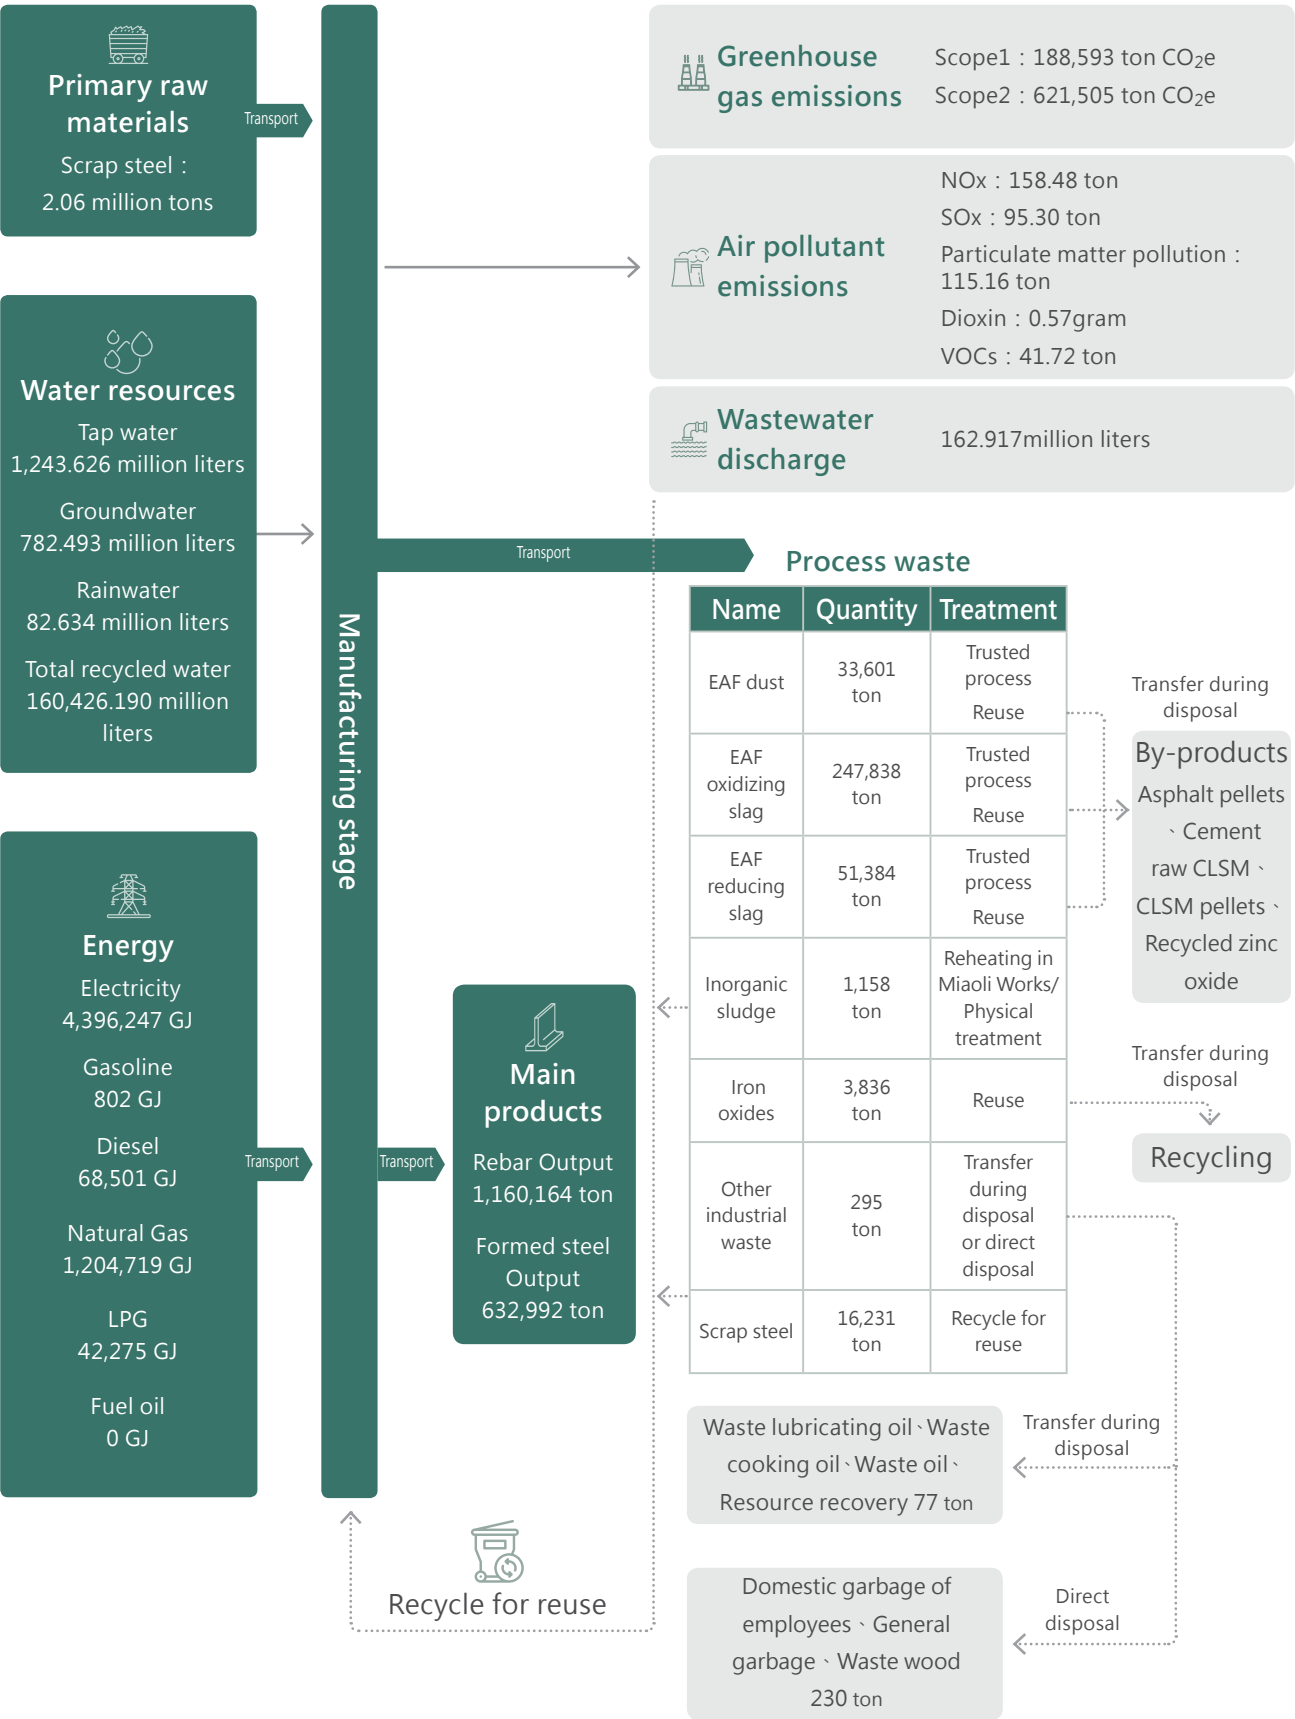 Primary raw
materials
Scrap steel：
2.06 million tons
Transport
Water resources
Tap water
1,243.626 million liters
Groundwater
782.493 million liters
Rainwater
82.634 million liters
Total recycled water
160,426.190 million
liters
Energy
Electricity
4,396,247 GJ
Gasoline
802 GJ
Diesel
68,501 GJ
Natural Gas
1,204,719 GJ
LPG
42,275 GJ
Fuel oil
0 GJ
Transport
Manufacturing stage
Greenhouse
gas emissions
Scope1：188,593 ton CO2e
Scope2：621,505 ton CO2e
Air pollutant
emissions
NOx：158.48 ton
SOx：95.30 ton
Particulate matter pollution：
115.16 ton
Dioxin：0.57gram
VOCs：41.72 ton
Wastewater
discharge
162.917million liters
Transport
Process waste
Name Quantity Treatment
EAF dust
33,601
ton
Trusted
process
Reuse
EAF
oxidizing
slag
247,838
ton
Trusted
process
Reuse
EAF
reducing
slag
51,384
ton
Trusted
process
Reuse
Inorganic
sludge
1,158
ton
Reheating in
Miaoli Works/
Physical
treatment
Iron
oxides
3,836
ton
Reuse
Other
industrial
waste
295
ton
Transfer
during
disposal
or direct
disposal
Scrap steel
16,231
ton
Recycle for
reuse
Transfer during
disposal
By-products
Asphalt pellets
、Cement
raw CLSM、
CLSM pellets、
Recycled zinc
oxide
Transfer during
disposal
Recycling
Transport
Main
products
Rebar Output
1,160,164 ton
Formed steel
Output
632,992 ton
Waste lubricating oil、Waste
cooking oil、Waste oil、
Resource recovery 77 ton
Transfer during
disposal
Domestic garbage of
employees、General
garbage、Waste wood
230 ton
Direct
disposal
Recycle for reuse